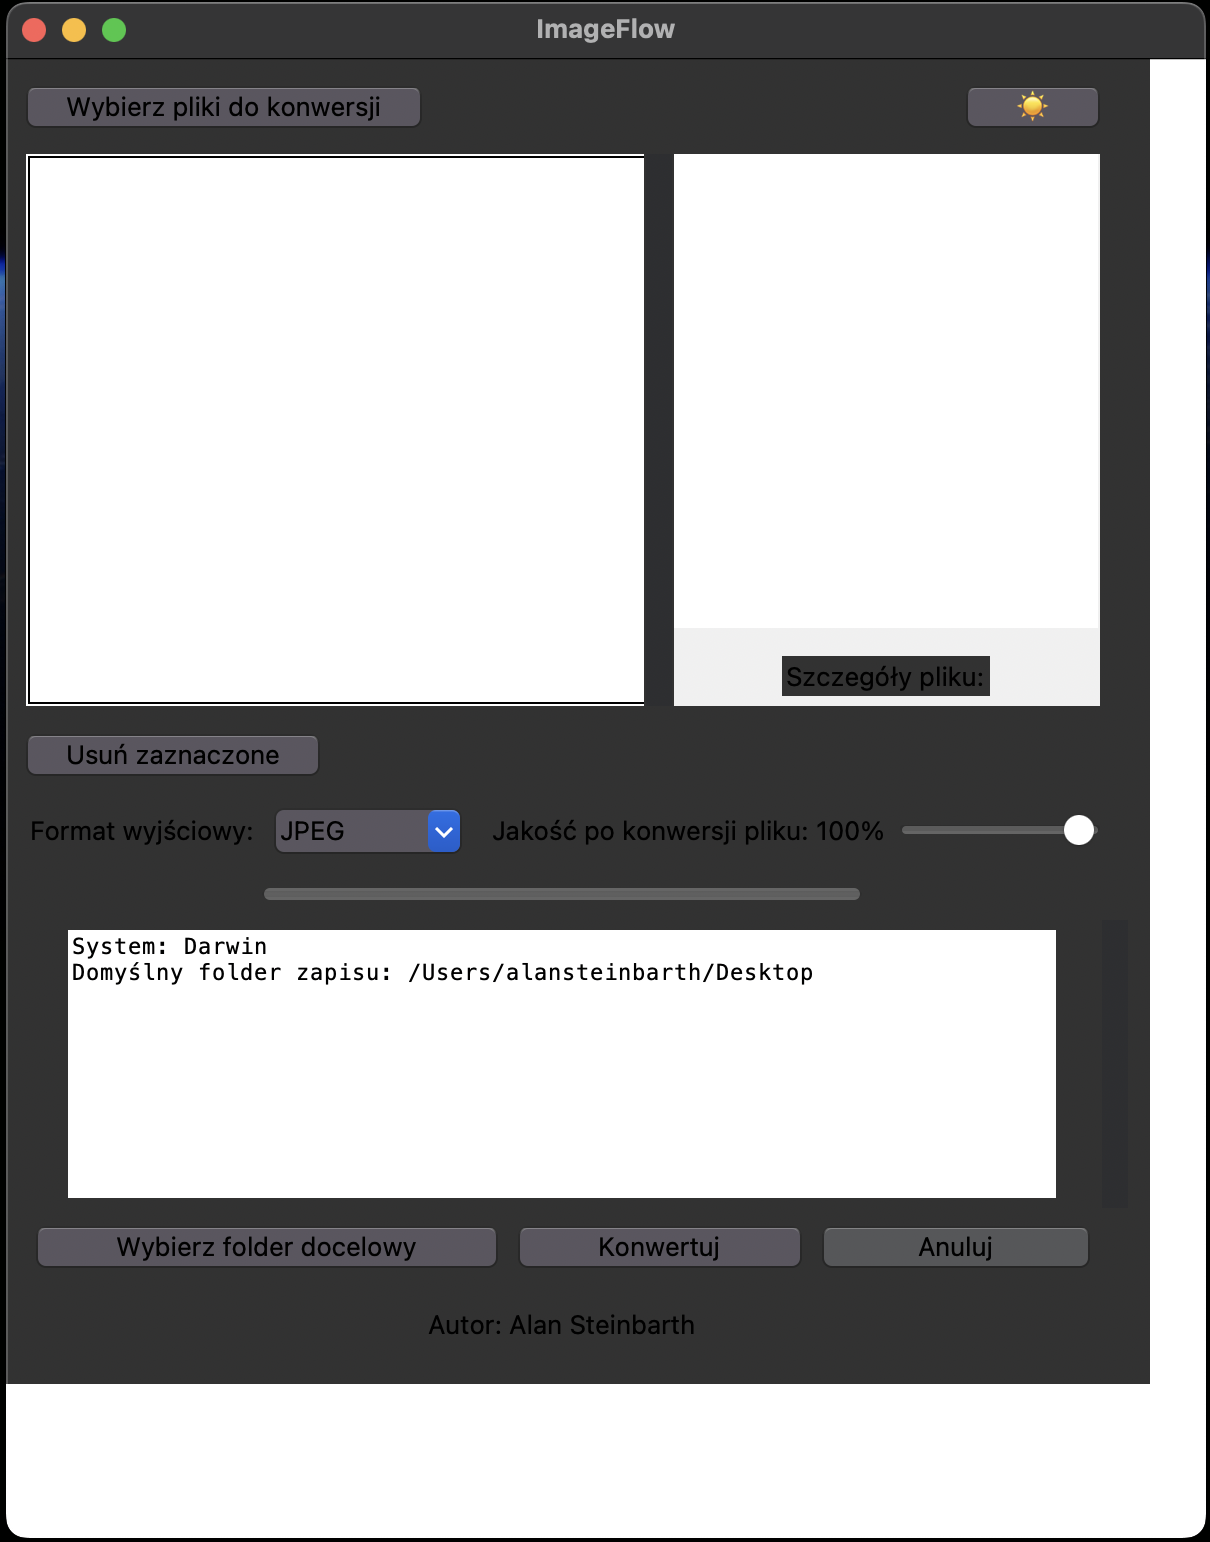 ImageFlow
Wybierz pliki do konwersji
Szczegóły pliku:
Usuń zaznaczone
Format wyjściowy: JPEG Jakość po konwersji pliku: 100%
System: Darwin
Domyślny folder zapisu: /Users/alansteinbarth/Desktop
Wybierz folder docelowy Konwertuj Anuluj
Autor: Alan Steinbarth